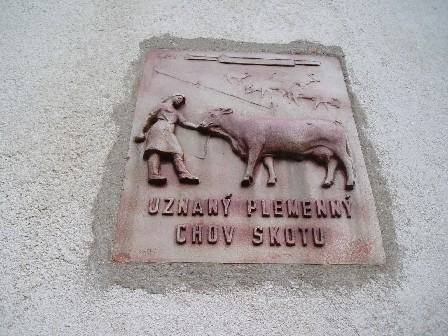 UZNANÝ PLEMENNÝ
CHOV SKOTU